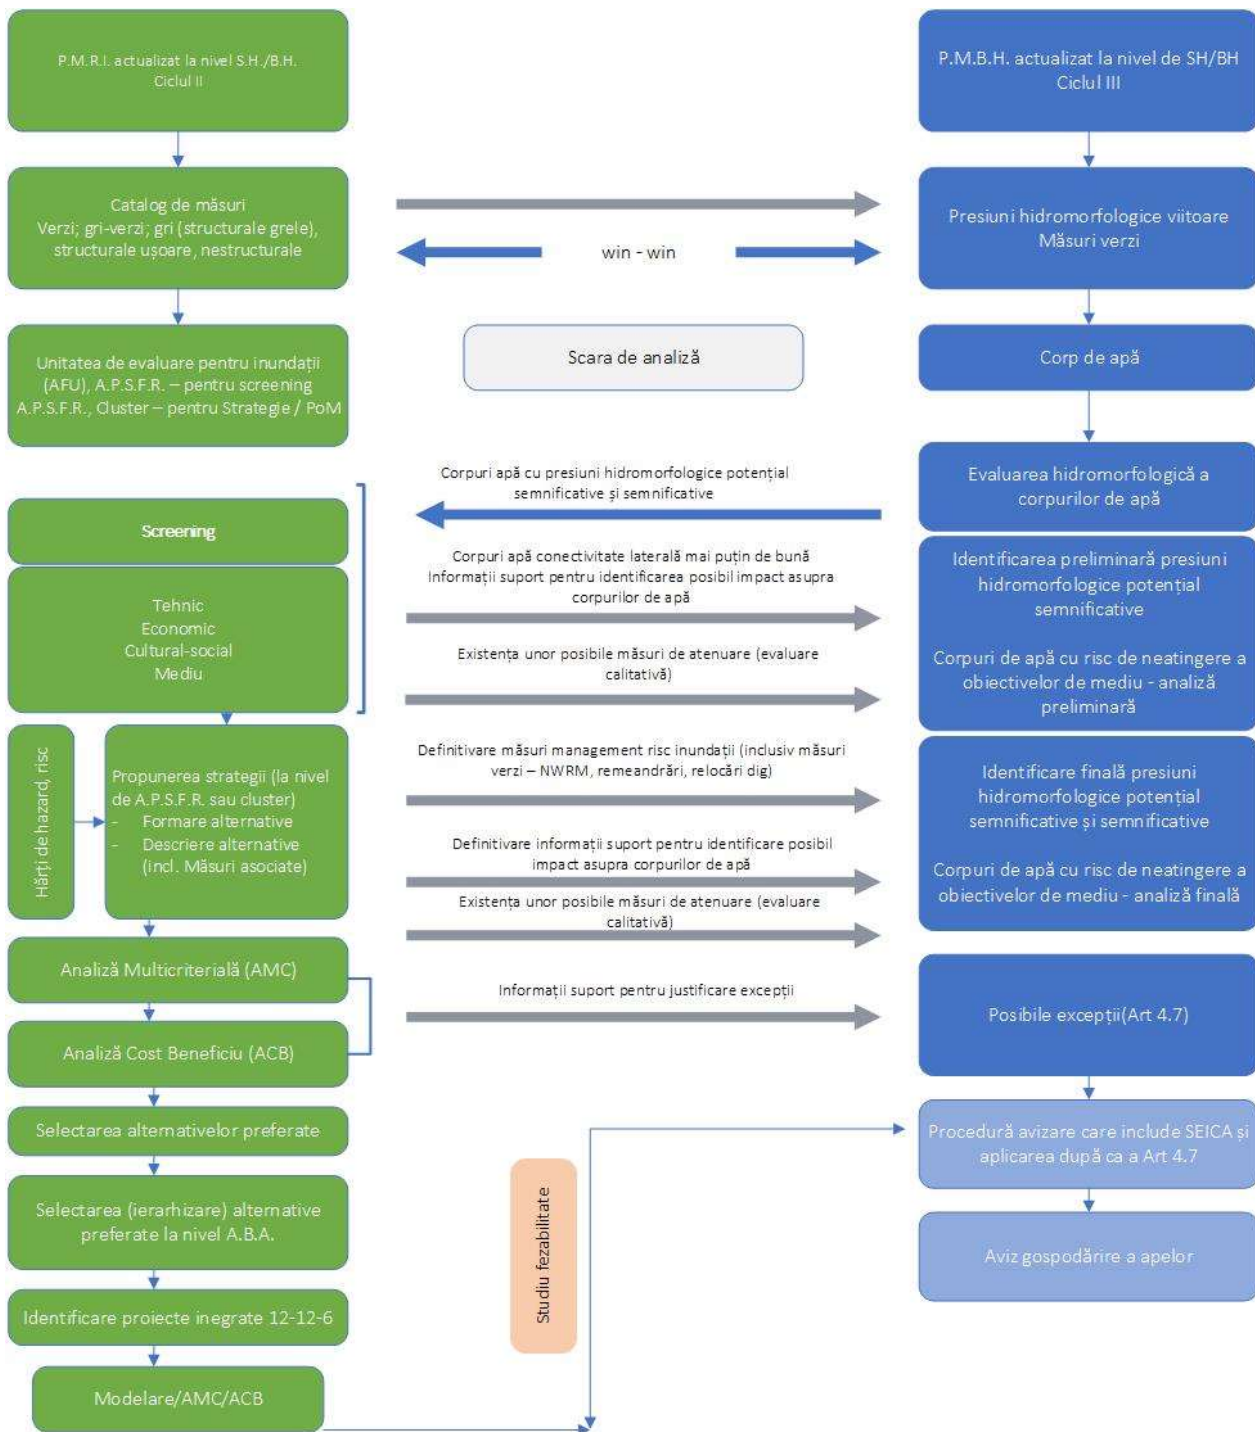 P.M.R.I. actualizat la nivel S.H./B.H.
Ciclul II
P.M.B.H. actualizat la nivel de SH/BH
Ciclul III
Catalog de măsuri
Verzi; gri-verzi; gri (structurale grele),
structurale ușoare, nestructurale
win - win
Presiuni hidromorfologice viitoare
Măsuri verzi
Unitatea de evaluare pentru inundații
(AFU), A.P.S.F.R. – pentru screening
A.P.S.F.R., Cluster – pentru Strategie / PoM
Scara de analiză
Corp de apă
Corpuri apă cu presiuni hidromorfologice potențial
semnificative și semnificative
Evaluarea hidromorfologică a
corpurilor de apă
Screening
Tehnic
Economic
Cultural-social
Mediu
Corpuri apă conectivitate laterală mai puțin de bună
Informații suport pentru identificarea posibil impact asupra
corpurilor de apă
Existența unor posibile măsuri de atenuare (evaluare
calitativă)
Identificarea preliminară presiuni
hidromorfologice potențial
semnificative
Corpuri de apă cu risc de neatingere a
obiectivelor de mediu - analiză
preliminară
Hărți de hazard, risc
Propunerea strategii (la nivel
de A.P.S.F.R. sau cluster)
- Formare alternative
- Descriere alternative
(incl. Măsuri asociate)
Definitivare măsuri management risc inundații (inclusiv măsuri
verzi – NWRM, remeandrări, relocări dig)
Definitivare informații suport pentru identificare posibil
impact asupra corpurilor de apă
Existența unor posibile măsuri de atenuare (evaluare
calitativă)
Identificare finală presiuni
hidromorfologice potențial
semnificative și semnificative
Corpuri de apă cu risc de neatingere a
obiectivelor de mediu - analiză finală
Analiză Multicriterială (AMC)
Analiză Cost Beneficiu (ACB)
Informații suport pentru justificare excepții
Posibile excepții(Art 4.7)
Selectarea alternativelor preferate
Selectarea (ierarhizare) alternative
preferate la nivel A.B.A.
Identificare proiecte inegrate 12-12-6
Modelare/AMC/ACB
Studiu fezabilitate
Procedură avizare care include SEICA și
aplicarea după ca a Art 4.7
Aviz gospodărire a apelor